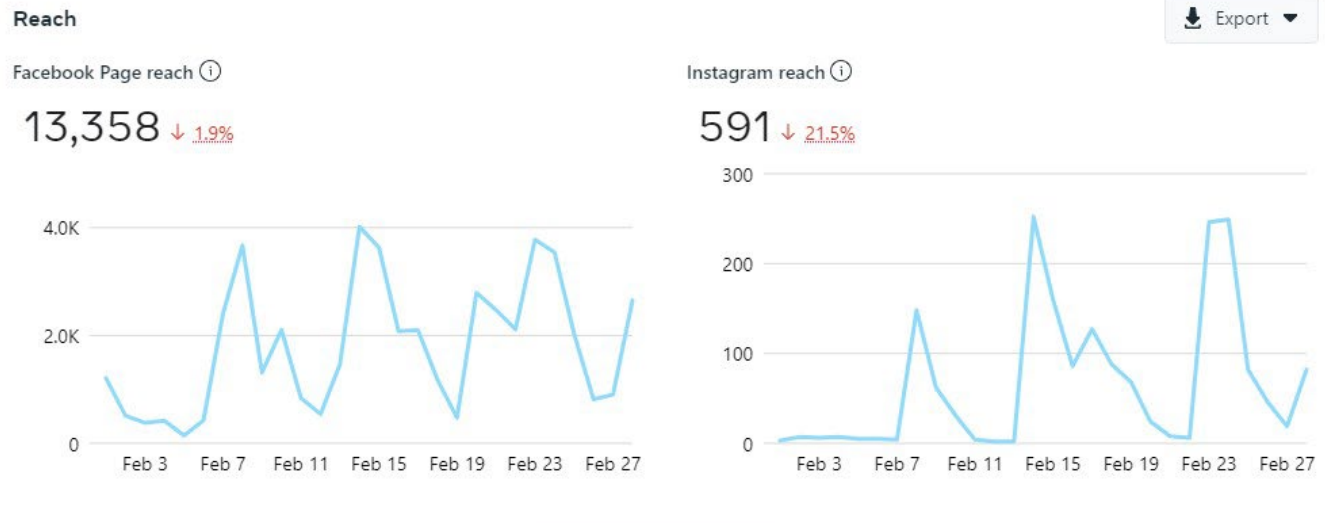 Reach
Export
Facebook Page reach
13,358 ↓ 1.9%
4.0K
2.0K
0
Feb 3 Feb 7 Feb 11 Feb 15 Feb 19 Feb 23 Feb 27
Instagram reach
591 ↓ 21.5%
300
200
100
0
Feb 3 Feb 7 Feb 11 Feb 15 Feb 19 Feb 23 Feb 27